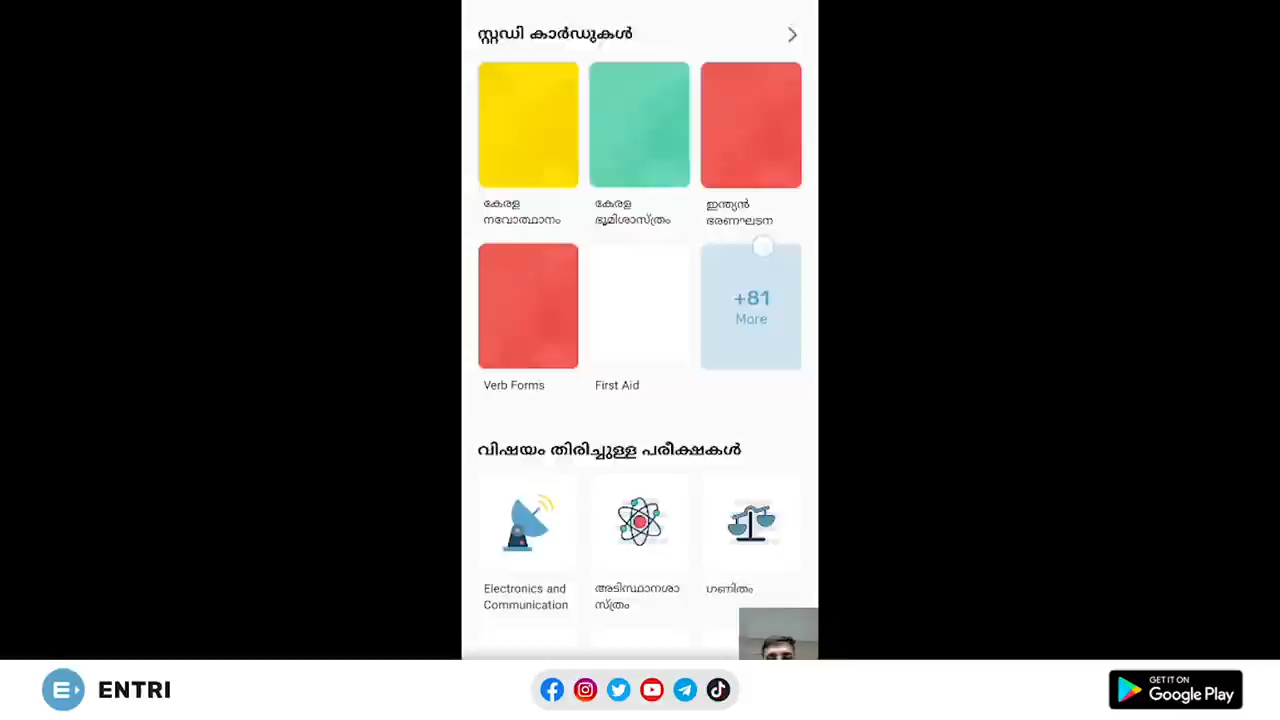 സ്റ്റഡി കാർഡുകൾ
കേരള
നവോത്ഥാനം
കേരള
ഭൂമിശാസ്ത്രം
ഇന്ത്യൻ
ഭരണഘടന
+81
More
Verb Forms
First Aid
വിഷയം തിരിച്ചുള്ള പരീക്ഷകൾ
Electronics and
Communication
അടിസ്ഥാനശാ
സ്ത്രം
ഗണിതം
ENTRI
GET IT ON
Google Play